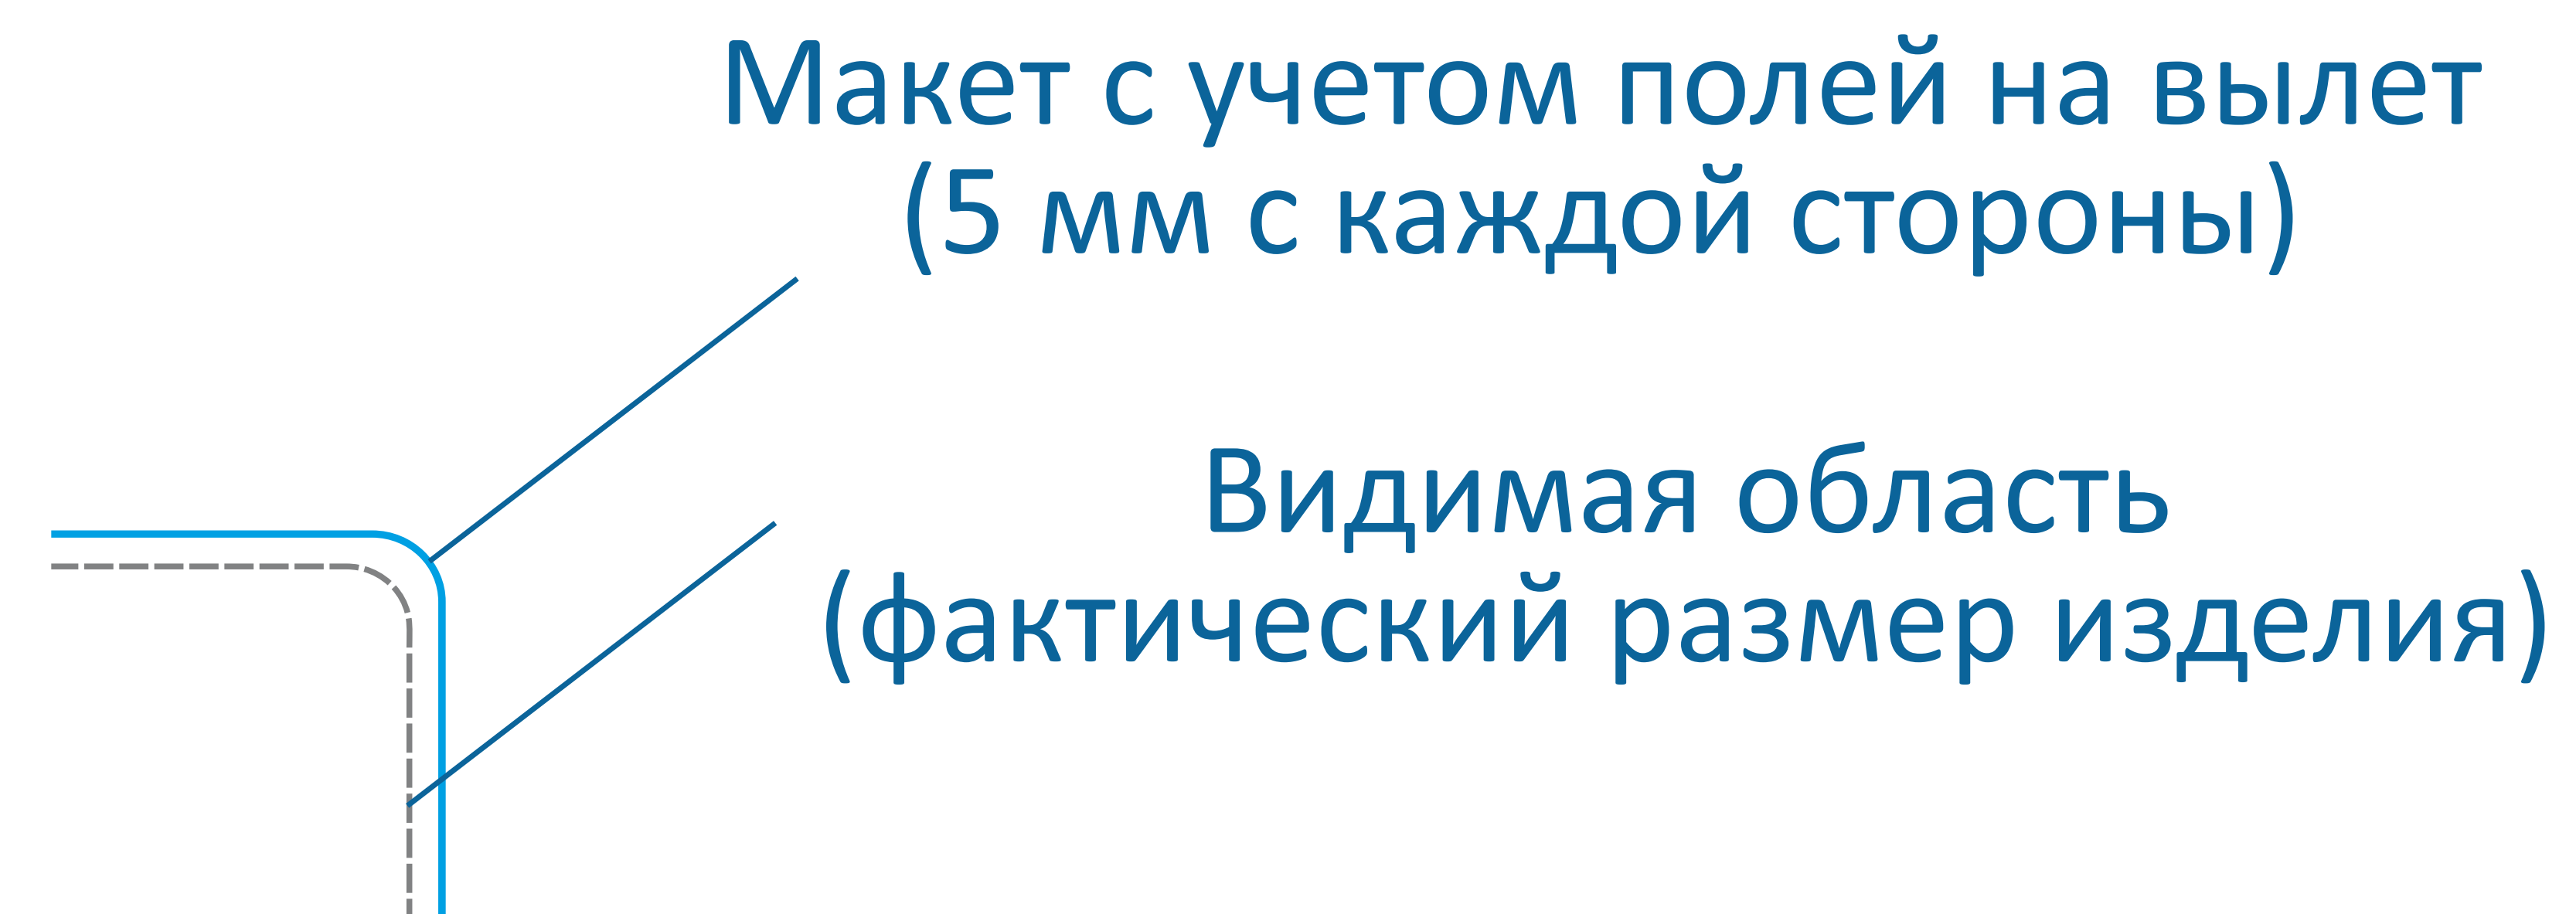 Макет с учетом полей на вылет
(5 мм с каждой стороны)
Видимая область
(фактический размер изделия)